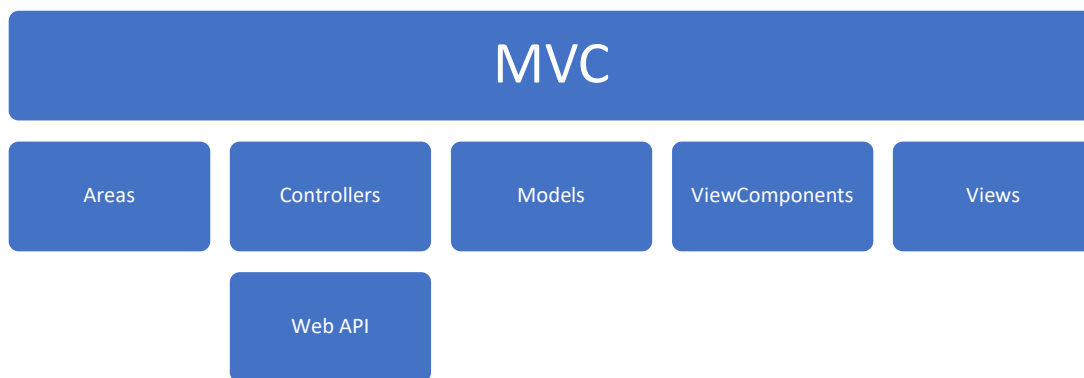 MVC
Areas
Controllers
Models
ViewComponents
Views
Web API